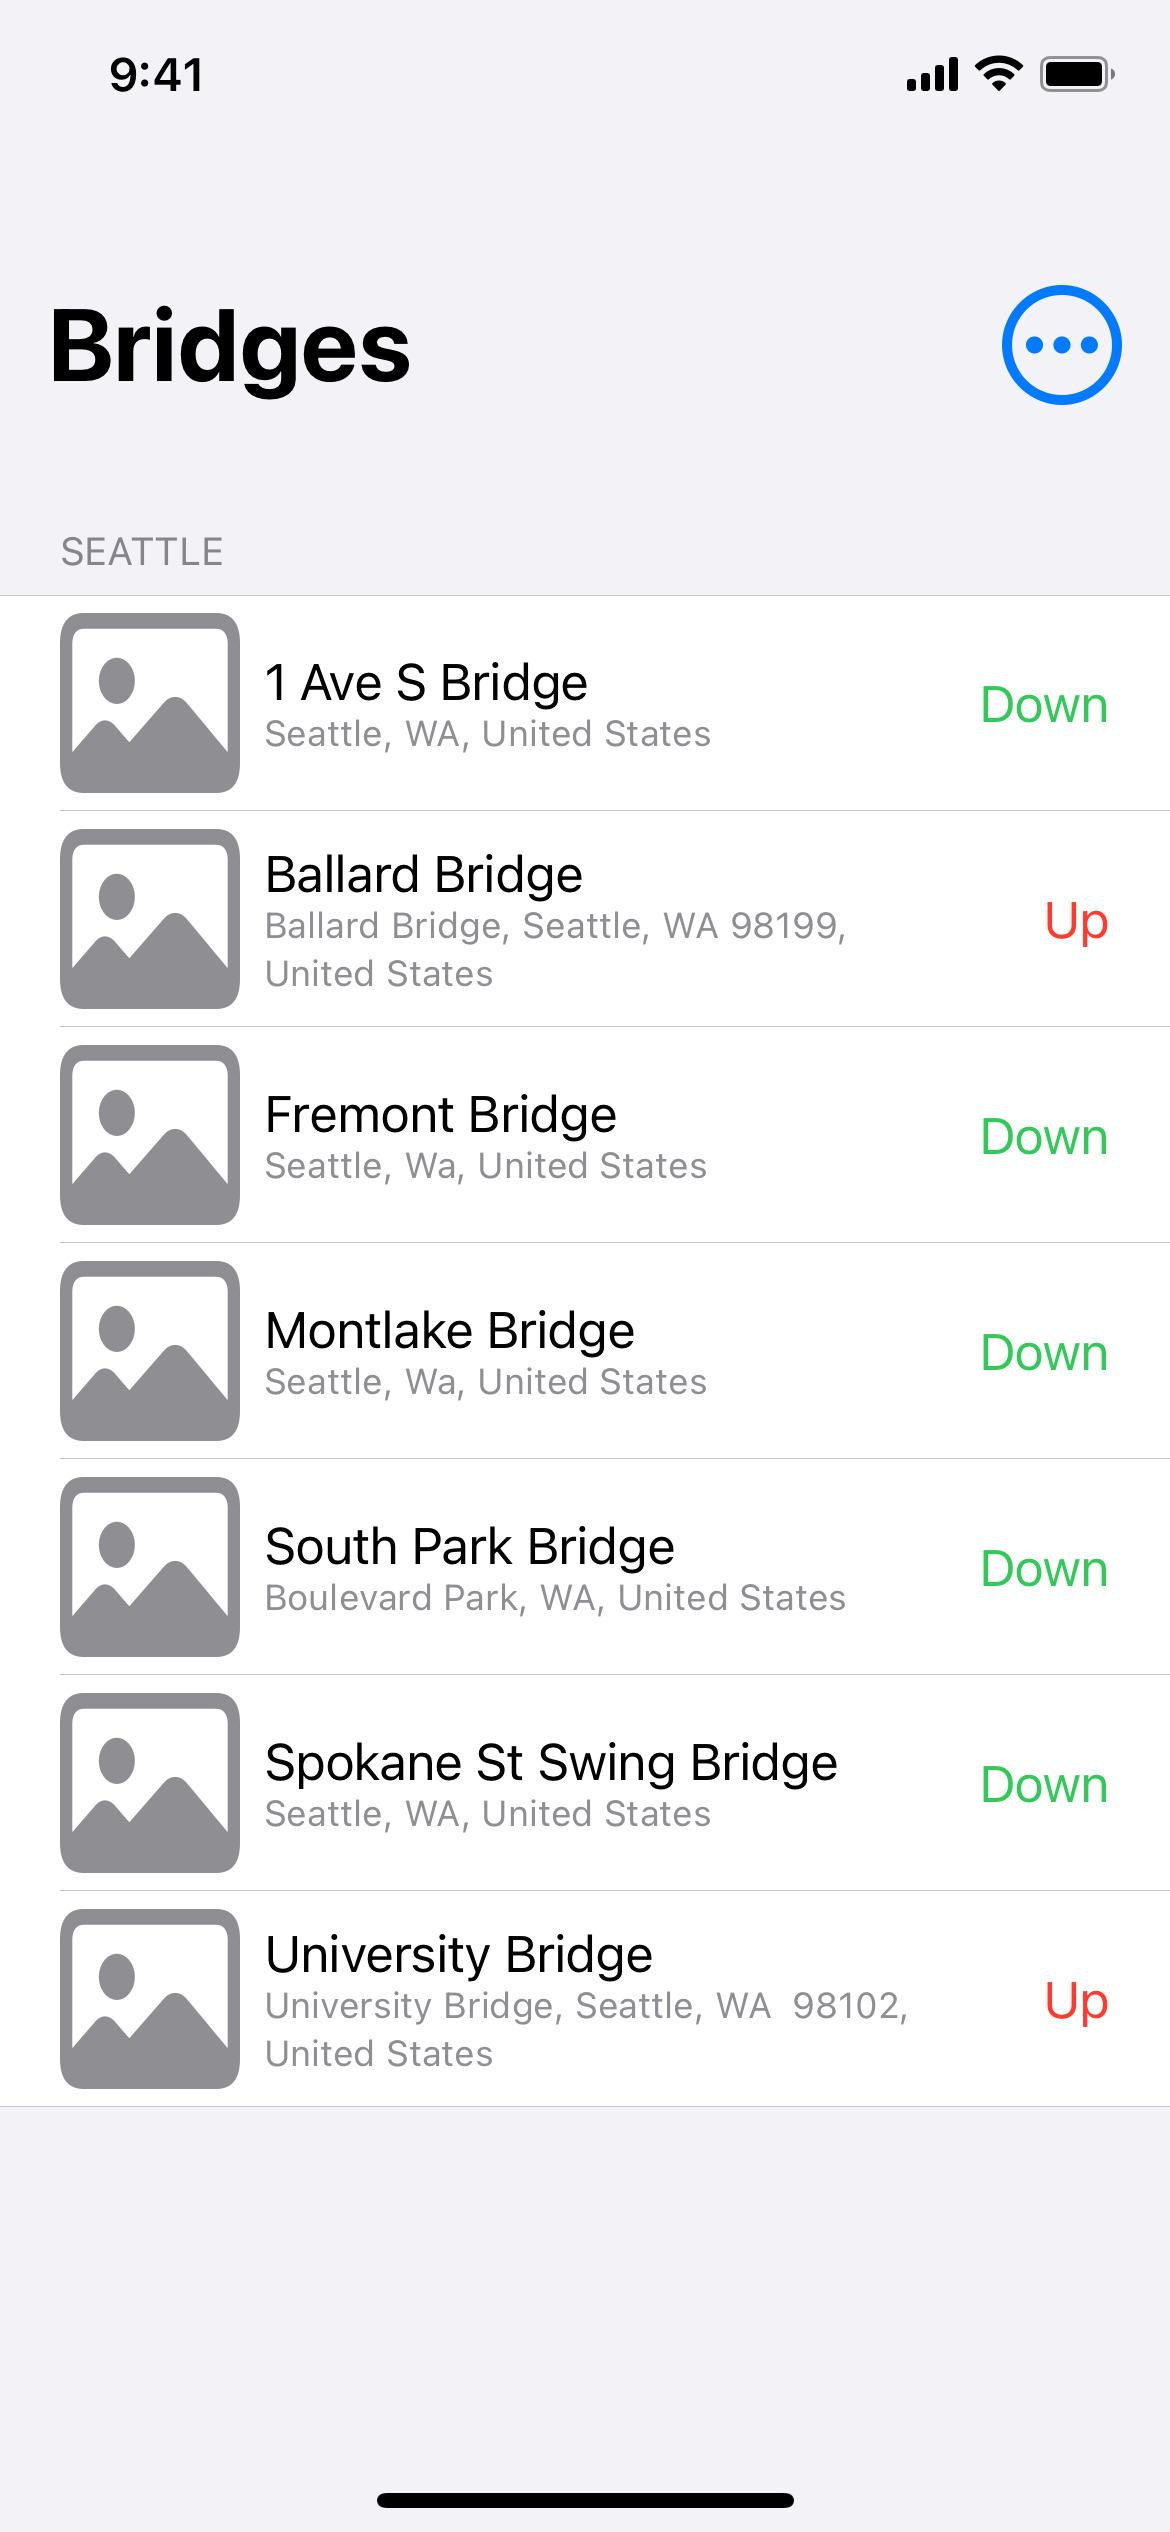 9:41
Bridges
SEATTLE
1 Ave S Bridge
Seattle, WA, United States
Down
Ballard Bridge
Ballard Bridge, Seattle, WA 98199,
United States
Up
Fremont Bridge
Seattle, Wa, United States
Down
Montlake Bridge
Seattle, Wa, United States
Down
South Park Bridge
Boulevard Park, WA, United States
Down
Spokane St Swing Bridge
Seattle, WA, United States
Down
University Bridge
University Bridge, Seattle, WA  98102,
United States
Up